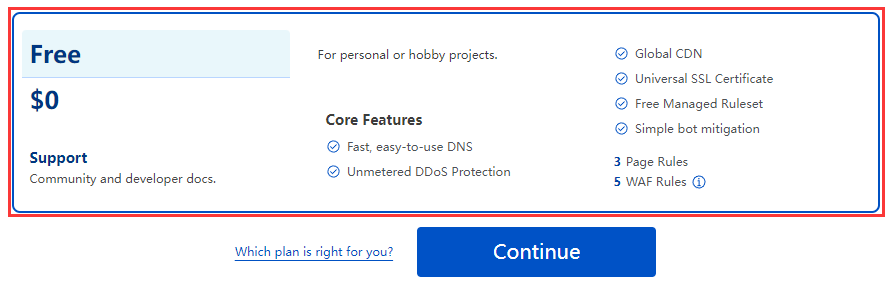 Free
$0
Support
Community and developer docs.
For personal or hobby projects.
Core Features
Fast, easy-to-use DNS
Unmetered DDoS Protection
Global CDN
Universal SSL Certificate
Free Managed Ruleset
Simple bot mitigation
3 Page Rules
5 WAF Rules
Which plan is right for you?
Continue